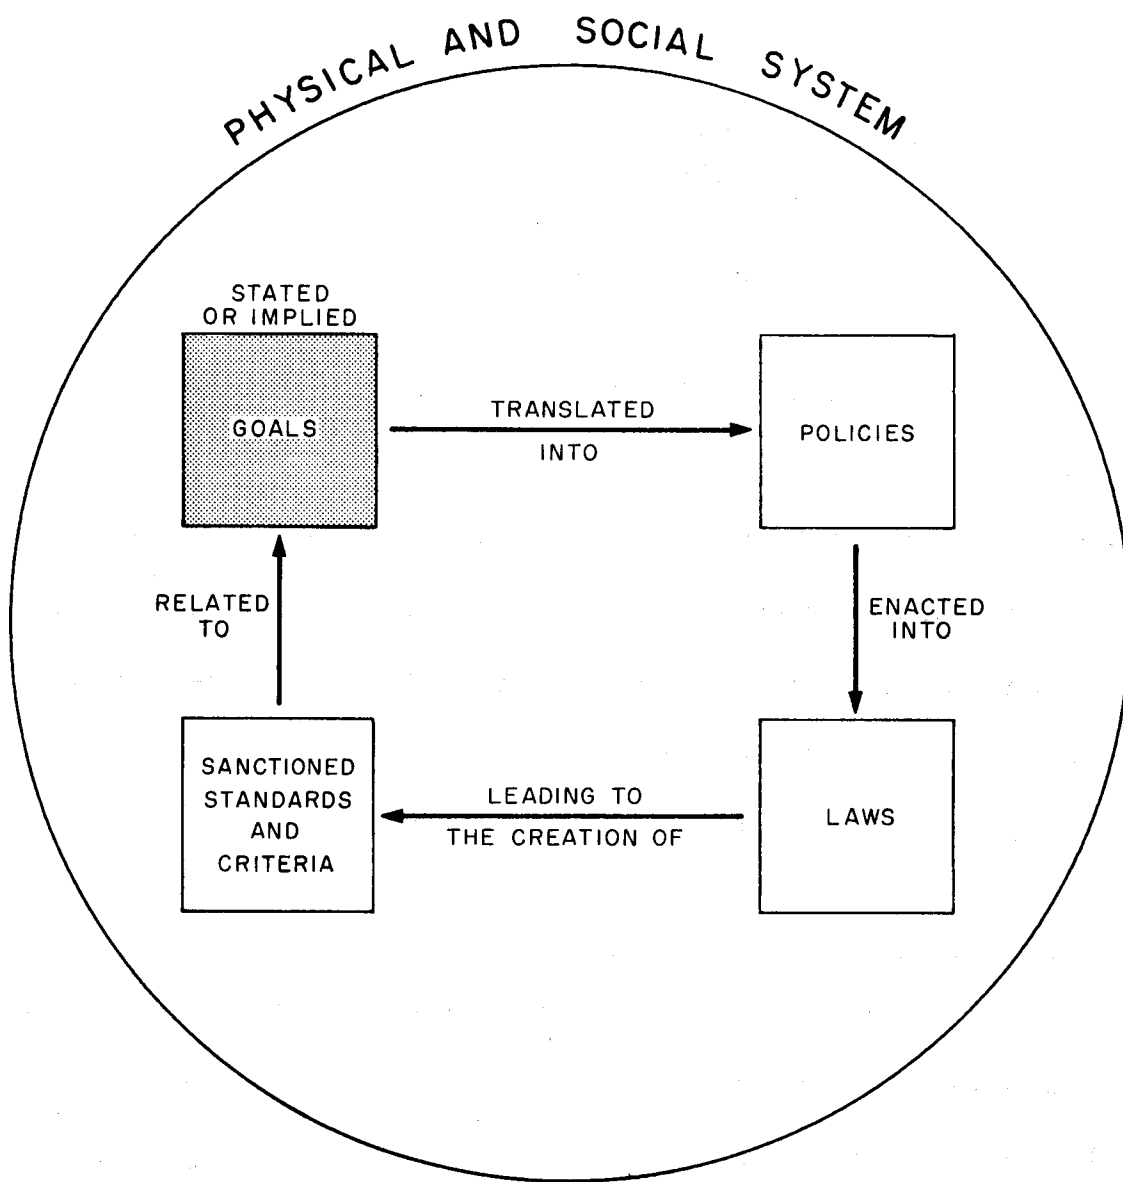 PHYSICAL AND SOCIAL SYSTEM
STATED
OR IMPLIED
GOALS
TRANSLATED
INTO
POLICIES
RELATED
TO
ENACTED
INTO
SANCTIONED
STANDARDS
AND
CRITERIA
LEADING TO
THE CREATION OF
LAWS